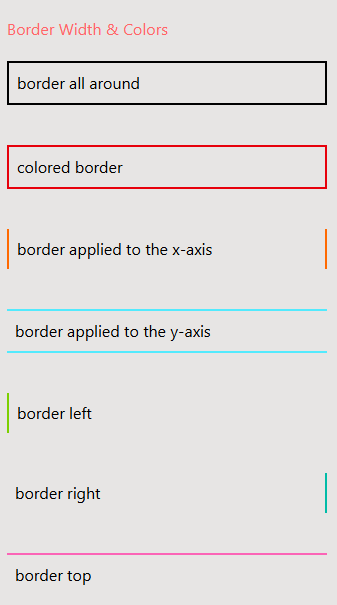 Border Width & Colors
border all around
colored border
border applied to the x-axis
border applied to the y-axis
border left
border right
border top